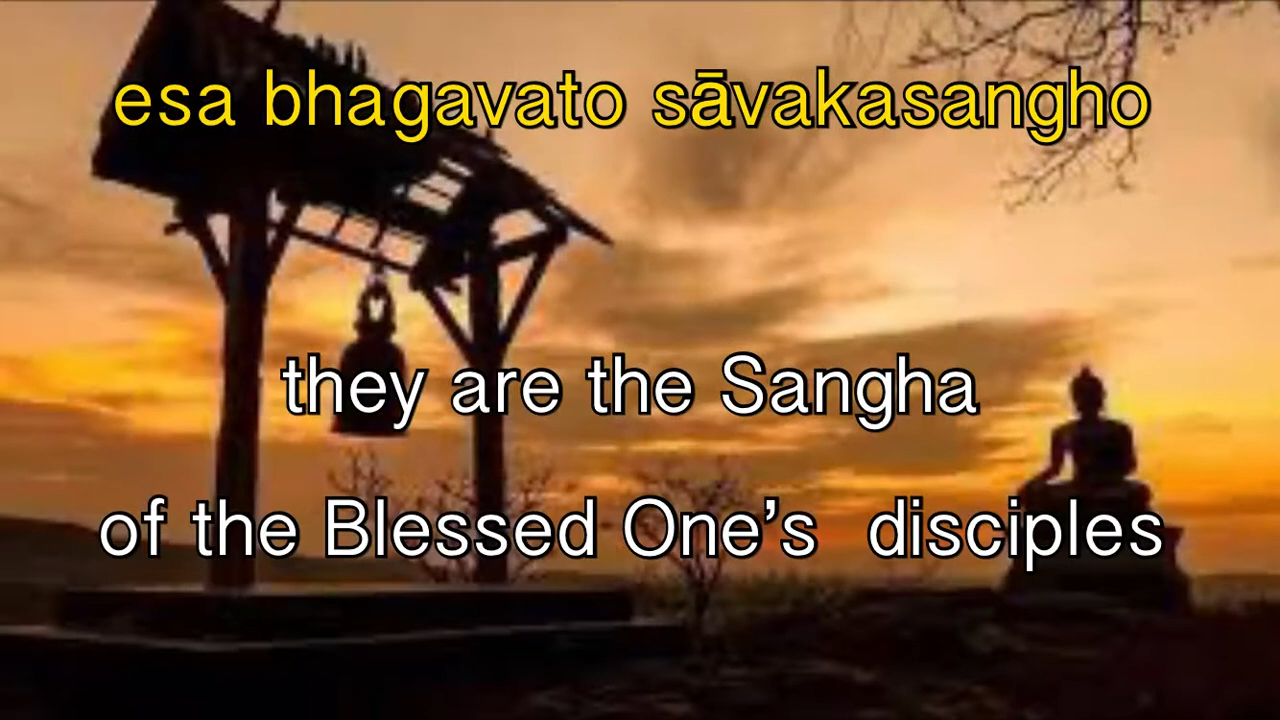 esa bhagavato sāvakasangho
they are the Sangha
of the Blessed One’s disciples